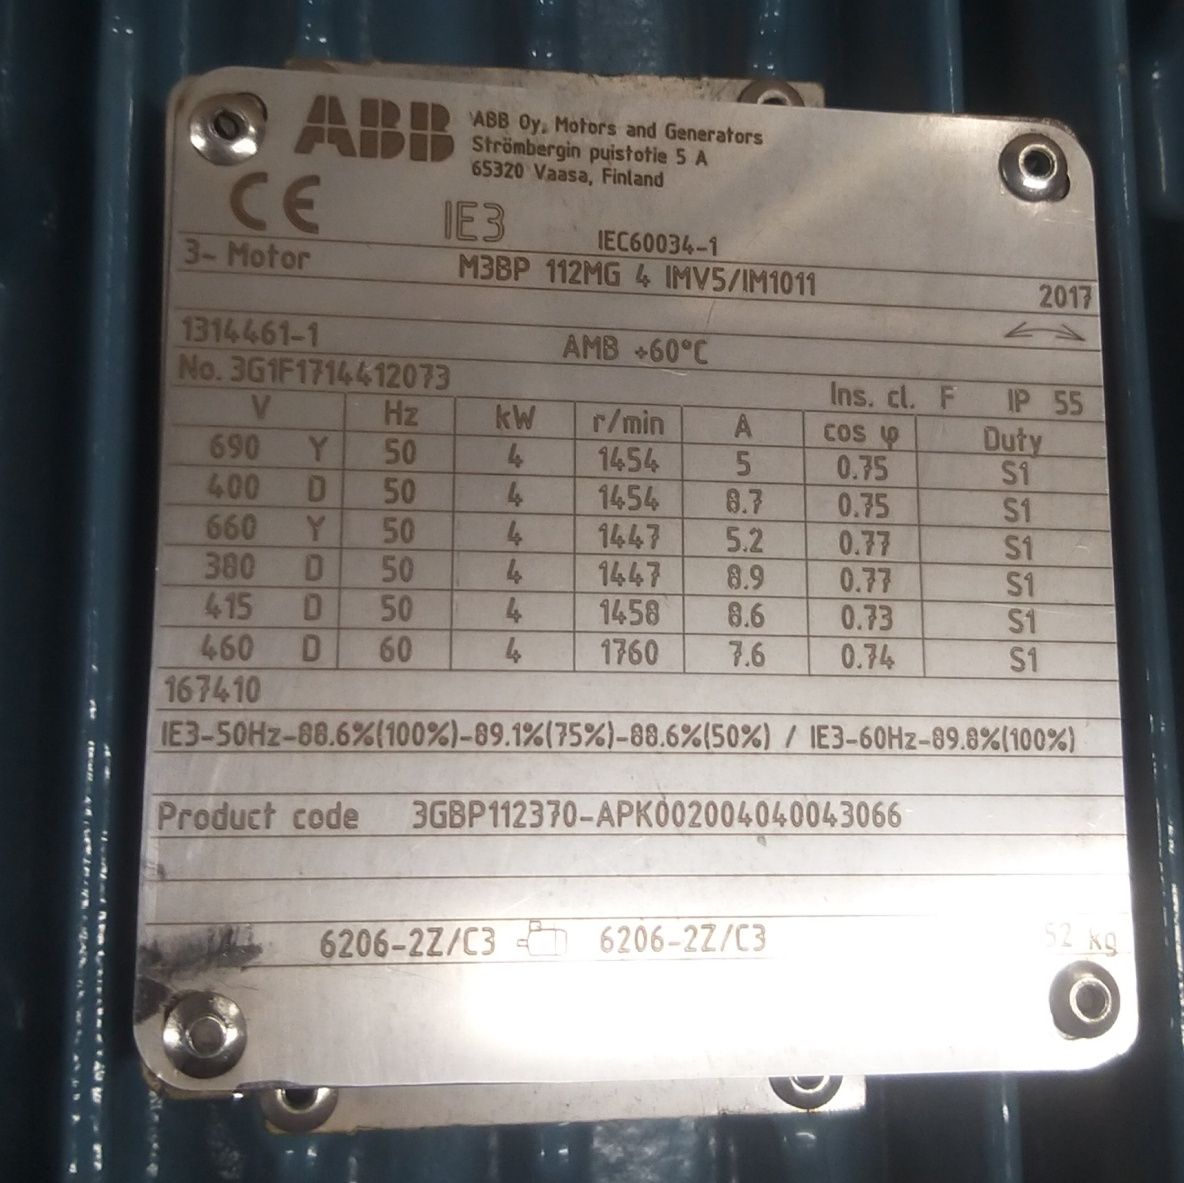 ABB
ABB Oy, Motors and Generators
Strömbergin puistotie 5 A
65320 Vaasa, Finland
CE IE3 IEC60034-1
3~ Motor M3BP 112MG 4 IMV5/IM1011 2017
1314461-1 AMB +60°C
No. 3G1F1714412073 Ins. cl. F IP 55
V Hz kW r/min A cos φ Duty
690 Y 50 4 1454 5 0.75 S1
400 D 50 4 1454 8.7 0.75 S1
660 Y 50 4 1447 5.2 0.77 S1
380 D 50 4 1447 8.9 0.77 S1
415 D 50 4 1458 8.6 0.73 S1
460 D 60 4 1760 7.6 0.74 S1
167410
IE3-50Hz-88.6%(100%)-89.1%(75%)-88.6%(50%) / IE3-60Hz-89.8%(100%)
Product code 3GBP112370-APK002004040043066
6206-2Z/C3 6206-2Z/C3 52 kg